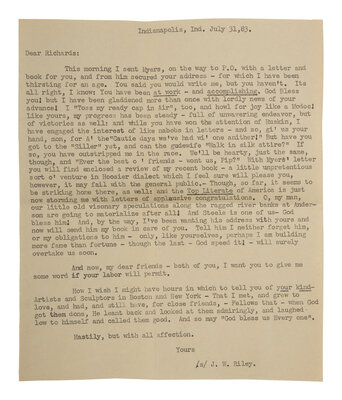 Indianapolis, Ind. July 31,83.
Dear Richards:
This morning I sent Myers, on the way to P.O. with a letter and
book for you, and from him secured your address - for which I have been
thirsting for an age. You said you would write me, but you haven't. Its
all right, I know: You have been at work - and accomplishing. God Bless
you! but I have been gladdened more than once with lordly news of your
advance! I "Toss my ready cap in air", too, and howl for joy like a
Like yours, my progress has been steady - full of unwavering endeavor, but
of victories as well: and while you have won the attention of Ruskin, I
have engaged the interest of like nabobs in letters - and so, gi' us your
hand, mon, for A' the"Gautie days we've had wi' one anither!" But have you
got to the "Siller" yet, and can the gudewife "Walk in silk attire?" If
so, you have outstripped me in the race. We'll be hearty, just the same,
though, and "Ever the best o' friends - wont us, Pip?" With Myers' letter
you will find enclosed a review of my recent book - a little unpretentious
sort o' venture in Hoosier dialect which I feel sure will please you,
however, it may fall with the general public. - Though, so far, it seems to
be striking home there, as well: and the Top Literate of America is just
now storming me with letters of applausive congratulations. O, my man,
our little old visionary speculations along the rugged river banks at Ander-
son are going to materialize after all! And Steele is one of us- God
bless him! And, by the way, I've been wanting his address with yours and
now will send him my book in care of you. Tell him I neither forget him,
or my obligations to him - only, like yourselves, perhaps I am building
more fame than fortune - though the last - God speed it! - will surely
overtake us soon.
And now, my dear friends - both of you, I want you to give me
some word if your labor will permit.
How I wish I might have hours in which to tell you of your kind-
Artists and Sculptors in Boston and New York - That I met, and grew to
love, and had, and still have, for close friends, - Fellows that - when God
got them done, He leant back and looked at them admiringly, and laughed
low to himself and called them good. And so may "God bless us Every one".
Hastily, but with all affection.
Yours
/s/ J. W. Riley.